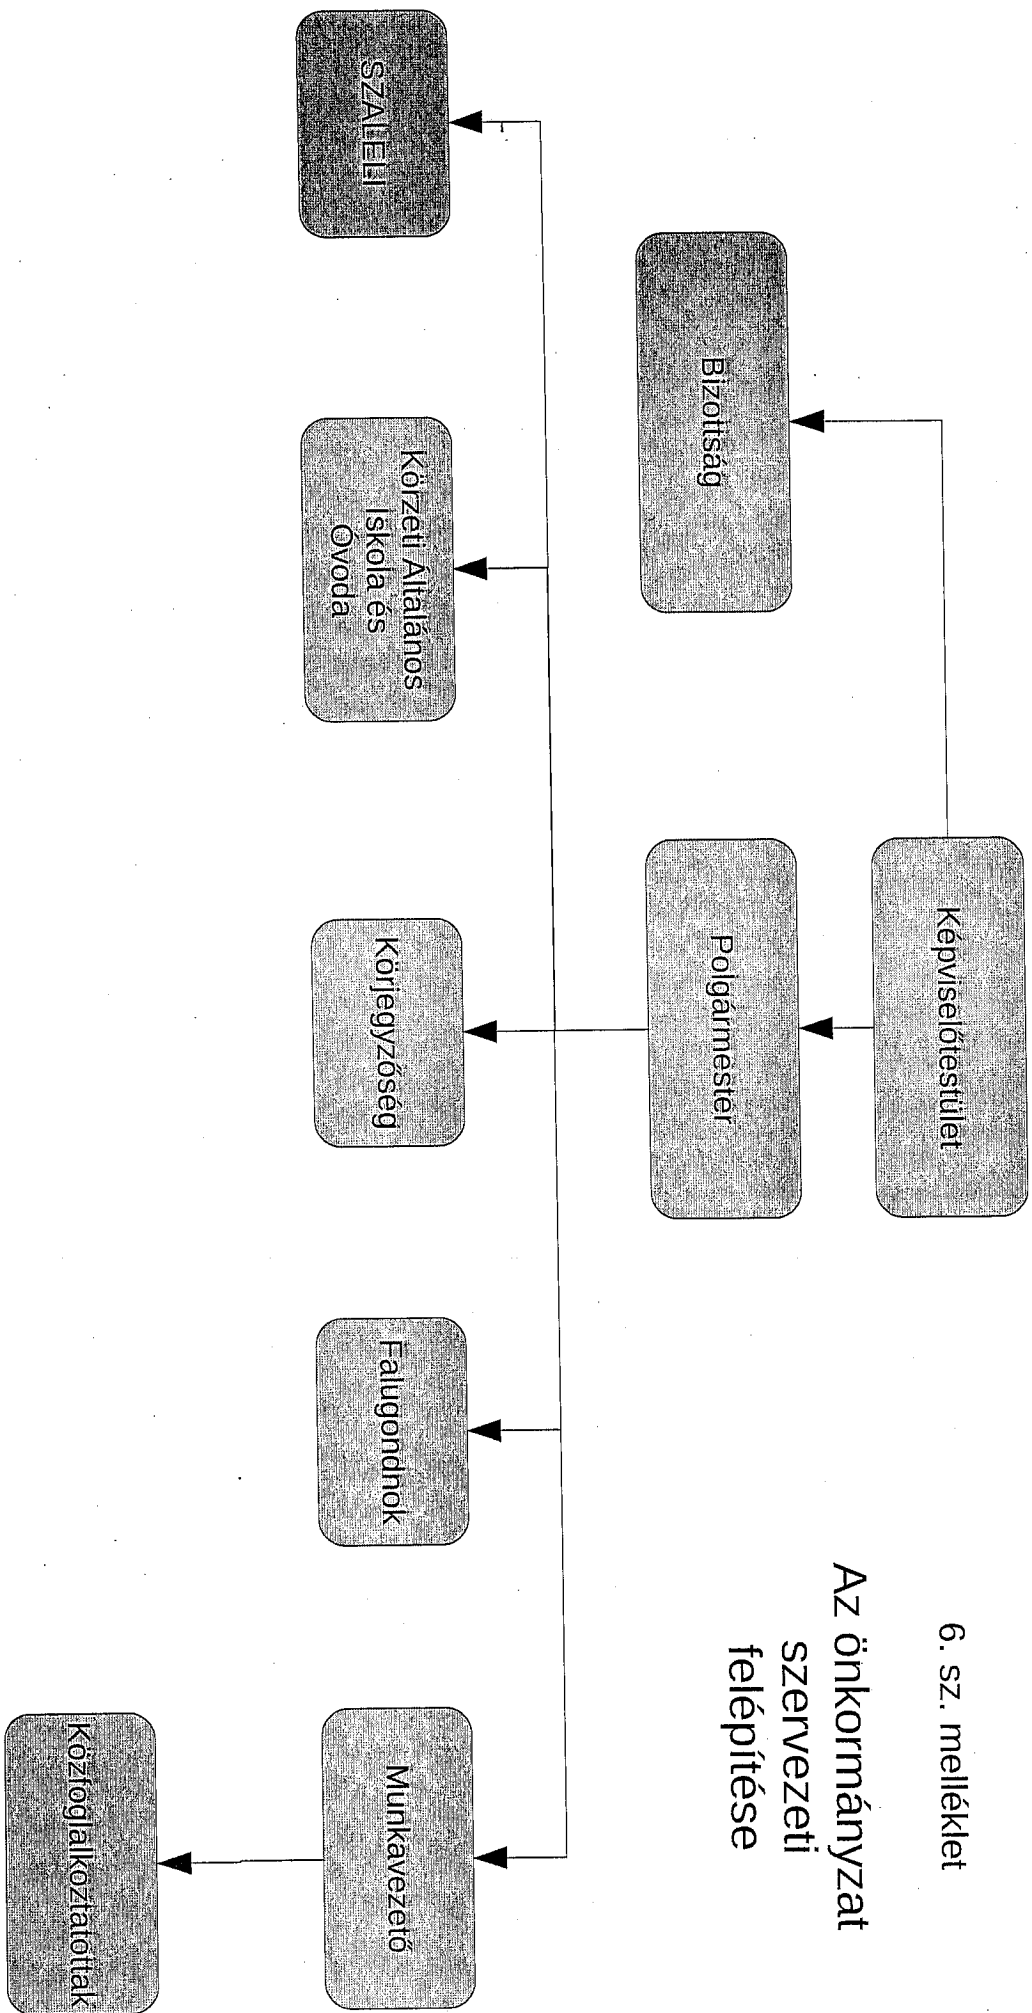 6. sz. melléklet
Az önkormányzat
szervezeti
felépítése
Képviselőtestület
Bizottság
Polgármester
SZALELI
Körzeti Általános
Iskola és
Óvoda
Körjegyzőség
Falugondnok
Munkavezető
Közfoglalkoztatottak